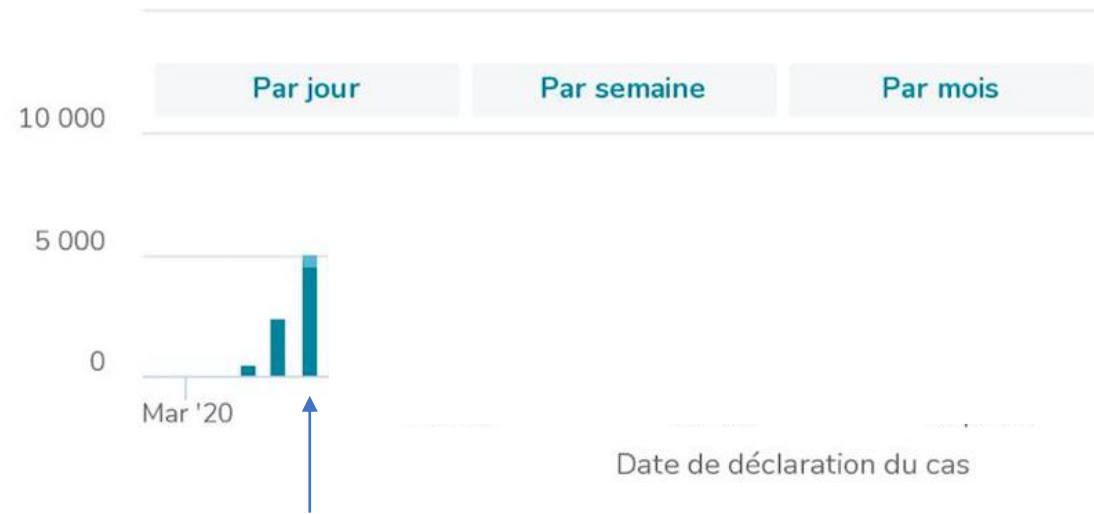 Par jour Par semaine Par mois
10 000
5 000
0
Mar '20
Date de déclaration du cas